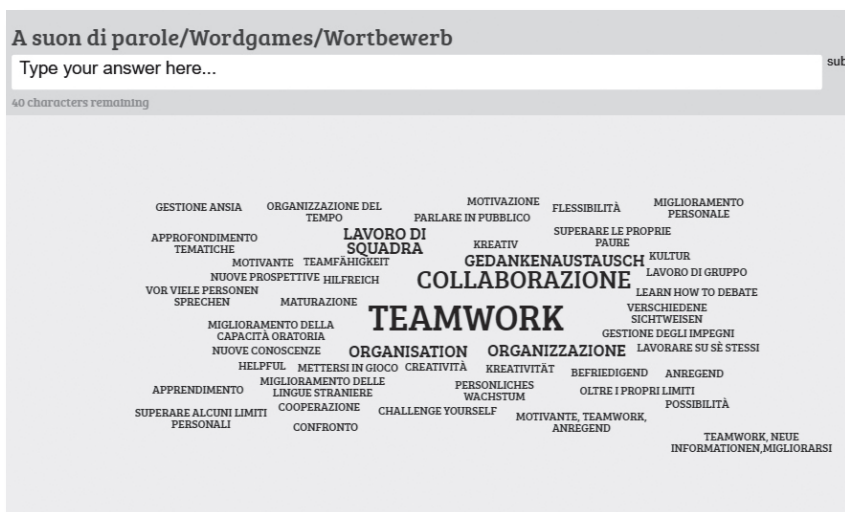 A suon di parole/Wordgames/Wortbewerb
Type your answer here...
sub
40 characters remaining
GESTIONE ANSIA
ORGANIZZAZIONE DEL
TEMPO
MOTIVAZIONE
PARLARE IN PUBBLICO
FLESSIBILITÀ
MIGLIORAMENTO
PERSONALE
APPROFONDIMENTO
TEMATICHE
LAVORO DI
SQUADRA
KREATIV
SUPERARE LE PROPRIE
PAURE
MOTIVANTE
TEAMFÄHIGKEIT
GEDANKENAUSTAUSCH
KULTUR
NUOVE PROSPETTIVE
HILFREICH
COLLABORAZIONE
LAVORO DI GRUPPO
VOR VIELE PERSONEN
SPRECHEN
MATURAZIONE
LEARN HOW TO DEBATE
TEAMWORK
VERSCHIEDENE
SICHTWEISEN
MIGLIORAMENTO DELLA
CAPACITÀ ORATORIA
GESTIONE DEGLI IMPEGNI
NUOVE CONOSCENZE
ORGANISATION
ORGANIZZAZIONE
LAVORARE SU SÈ STESSI
HELPFUL
METTERSI IN GIOCO
CREATIVITÀ
KREATIVITÄT
BEFRIEDIGEND
ANREGEND
APPRENDIMENTO
MIGLIORAMENTO DELLE
LINGUE STRANIERE
PERSONLICHES
WACHSTUM
OLTRE I PROPRI LIMITI
POSSIBILITÀ
SUPERARE ALCUNI LIMITI
PERSONALI
COOPERAZIONE
CHALLENGE YOURSELF
CONFRONTO
MOTIVANTE, TEAMWORK,
ANREGEND
TEAMWORK, NEUE
INFORMATIONEN,MIGLIORARSI